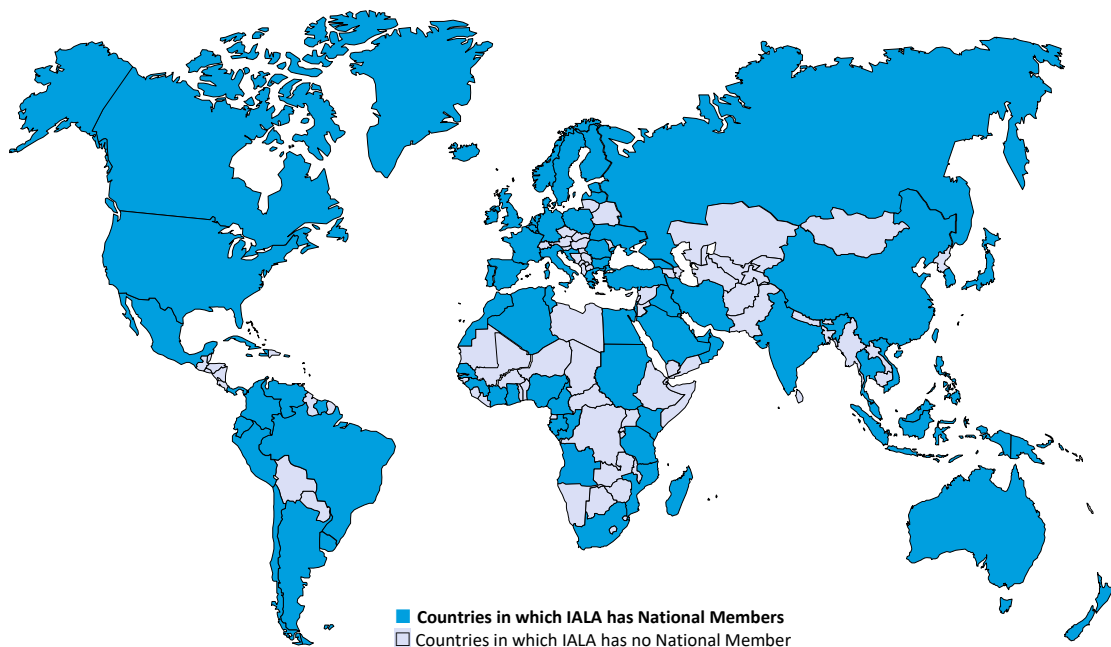 Countries in which IALA has National Members
Countries in which IALA has no National Member